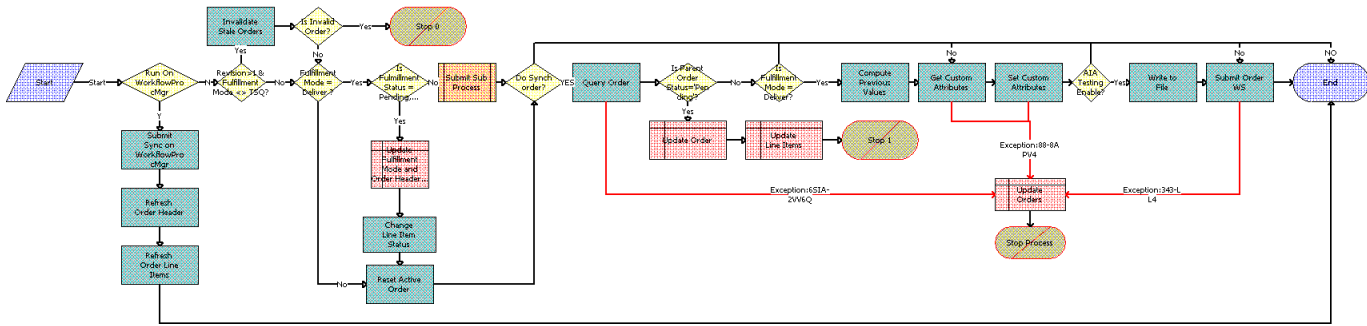 Invalidate
Stale Orders
Is Invalid
Order?
Yes
Stop 0
Yes
No
Start
Start
Run On
WorkflowPro
cMgr
N
Revision>1 &
Fulfillment
Mode <> TSQ?
No
Fulfillment
Mode =
Deliver ?
Yes
Is
Fulmillment
Status =
Pending,...
No
Submit Sub
Process
Do Synch
order?
YES
Query Order
Is Parent
Order
Status='Pen
ding'?
No
Is
Fulfillment
Mode =
Deliver?
Yes
Compute
Previous
Values
No
Get Custom
Attributes
Set Custom
Attributes
AIA
Testing
Enable?
Yes
Write to
File
No
Submit Order
WS
NO
End
Y
Submit
Sync on
WorkflowPro
cMgr
Refresh
Order Header
Refresh
Order Line
Items
Yes
Update
Fulfillment
Mode and
Order Header...
Change
Line Item
Status
No
Reset Active
Order
Yes
Update Order
Update
Line Items
Stop 1
Exception:6SIA-
2VV6Q
Exception:88-8A
PV4
Exception:343-L
L4
Update
Orders
Stop Process